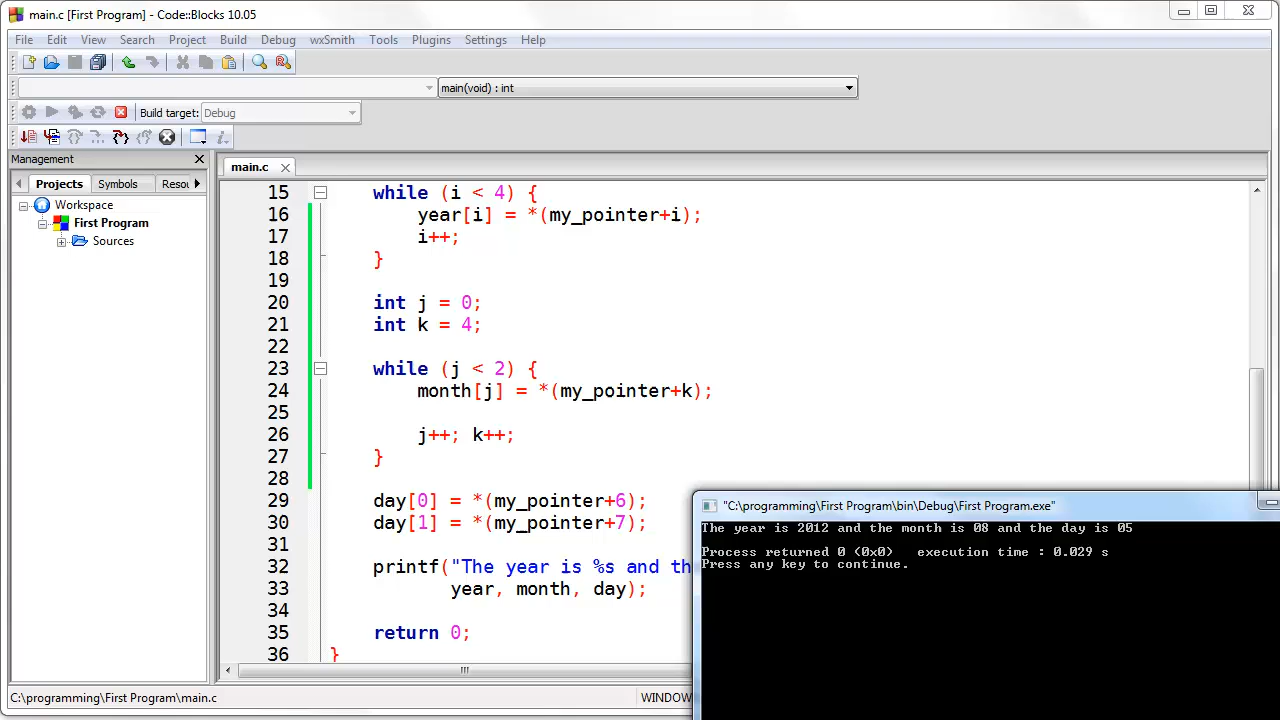 main.c [First Program] - Code::Blocks 10.05
File Edit View Search Project Build Debug wxSmith Tools Plugins Settings Help
main(void) : int
Build target: Debug
Management
Projects Symbols Resou
Workspace
First Program
Sources
main.c
15 while (i < 4) {
16 year[i] = *(my_pointer+i);
17 i++;
18 }
19
20 int j = 0;
21 int k = 4;
22
23 while (j < 2) {
24 month[j] = *(my_pointer+k);
25
26 j++; k++;
27 }
28
29 day[0] = *(my_pointer+6);
30 day[1] = *(my_pointer+7);
31
32 printf("The year is %s and th
33 year, month, day);
34
35 return 0;
36 }
"C:\programming\First Program\bin\Debug\First Program.exe"
The year is 2012 and the month is 08 and the day is 05
Process returned 0 (0x0) execution time : 0.029 s
Press any key to continue.
C:\programming\First Program\main.c
WINDOW